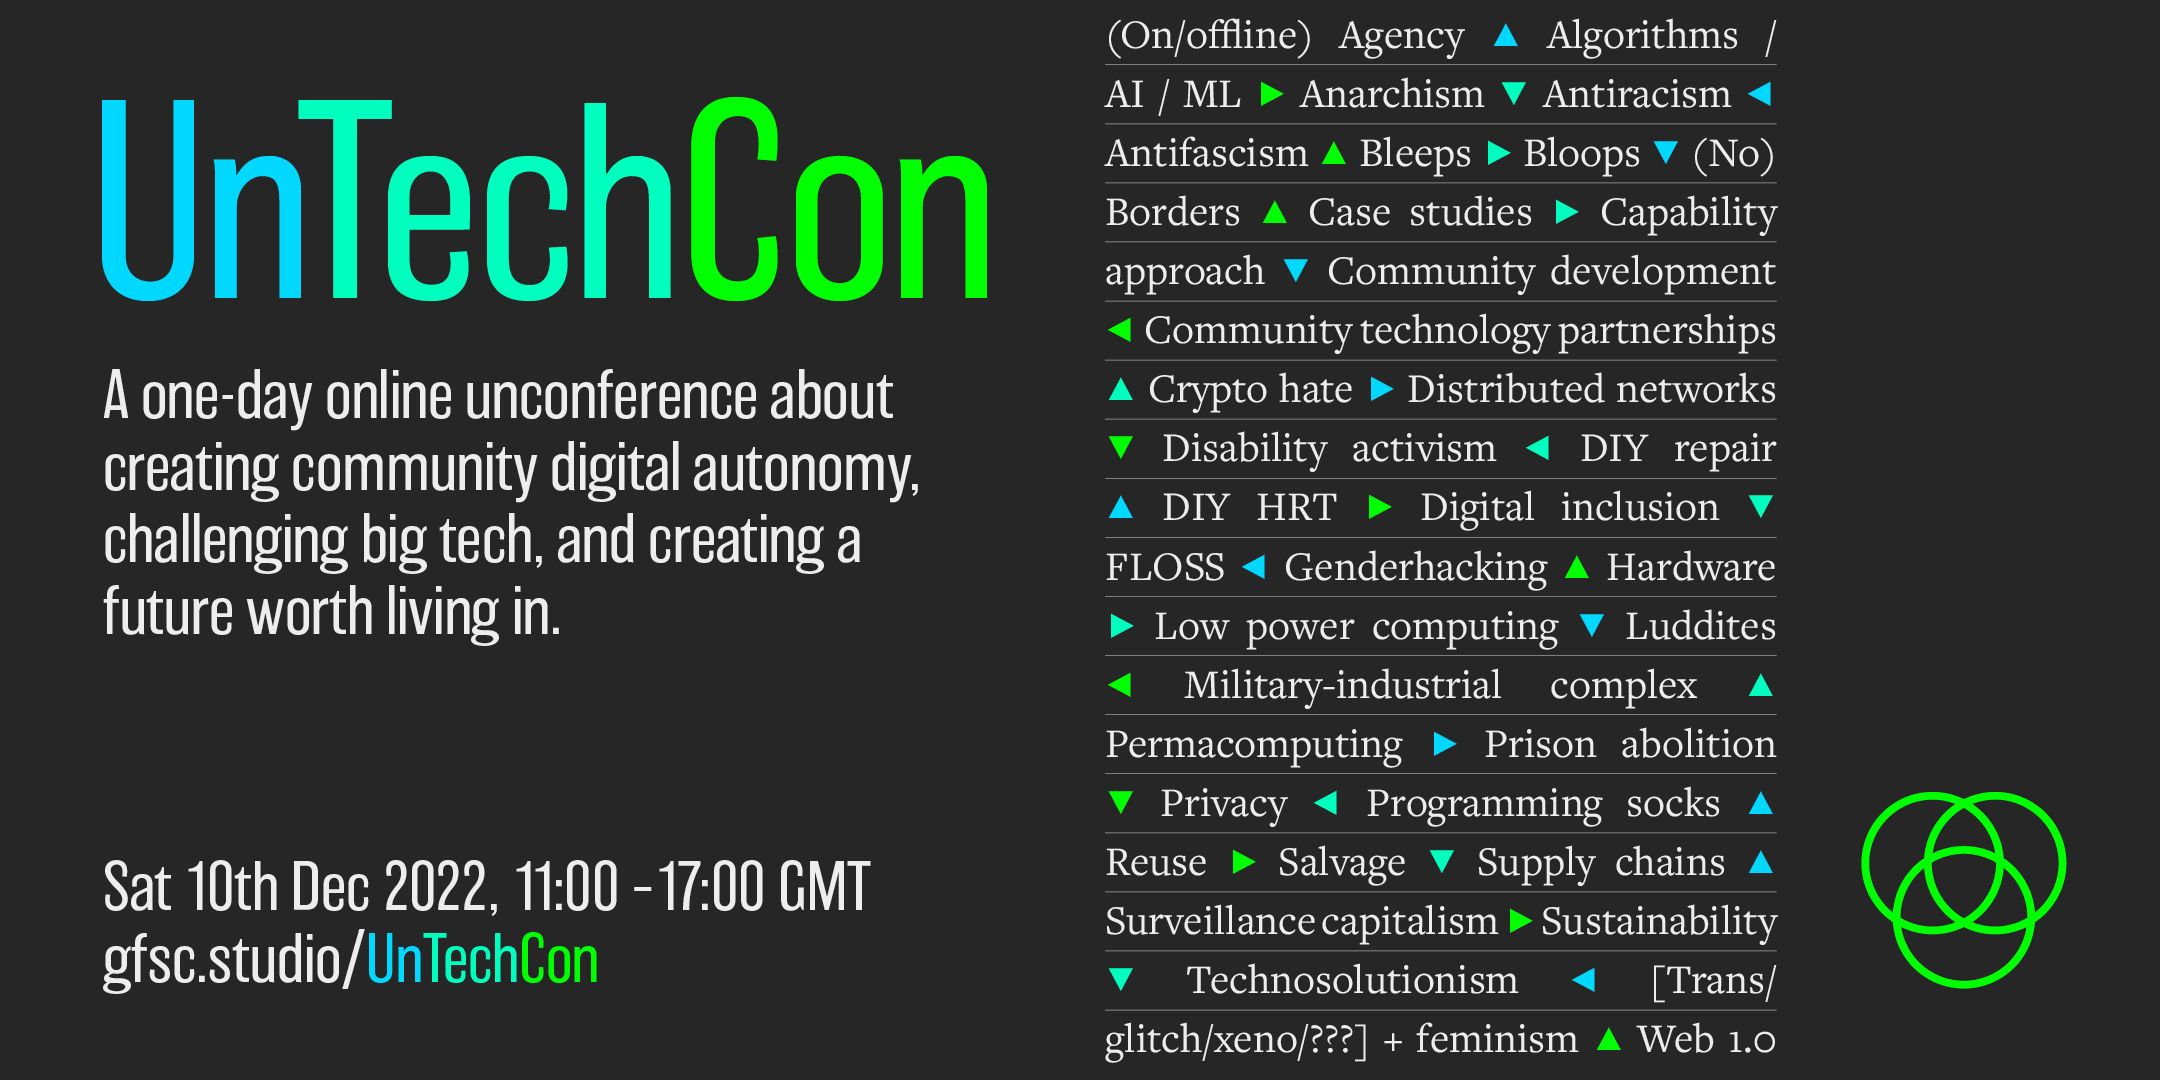 UnTechCon
A one-day online unconference about
creating community digital autonomy,
challenging big tech, and creating a
future worth living in.
Sat 10th Dec 2022, 11:00 –17:00 GMT
gfsc.studio/UnTechCon
(On/offline) Agency ▲ Algorithms /
AI / ML ▶ Anarchism ▼ Antiracism ◀
Antifascism ▲ Bleeps ▶ Bloops ▼ (No)
Borders ▲ Case studies ▶ Capability
approach ▼ Community development
◀ Community technology partnerships
▲ Crypto hate ▶ Distributed networks
▼ Disability activism ◀ DIY repair
▲ DIY HRT ▶ Digital inclusion ▼
FLOSS ◀ Genderhacking ▲ Hardware
▶ Low power computing ▼ Luddites
◀ Military-industrial complex ▲
Permacomputing ▶ Prison abolition
▼ Privacy ◀ Programming socks ▲
Reuse ▶ Salvage ▼ Supply chains ▲
Surveillance capitalism ▶ Sustainability
▼ Technosolutionism ◀ [Trans/
glitch/xeno/???] + feminism ▲ Web 1.0